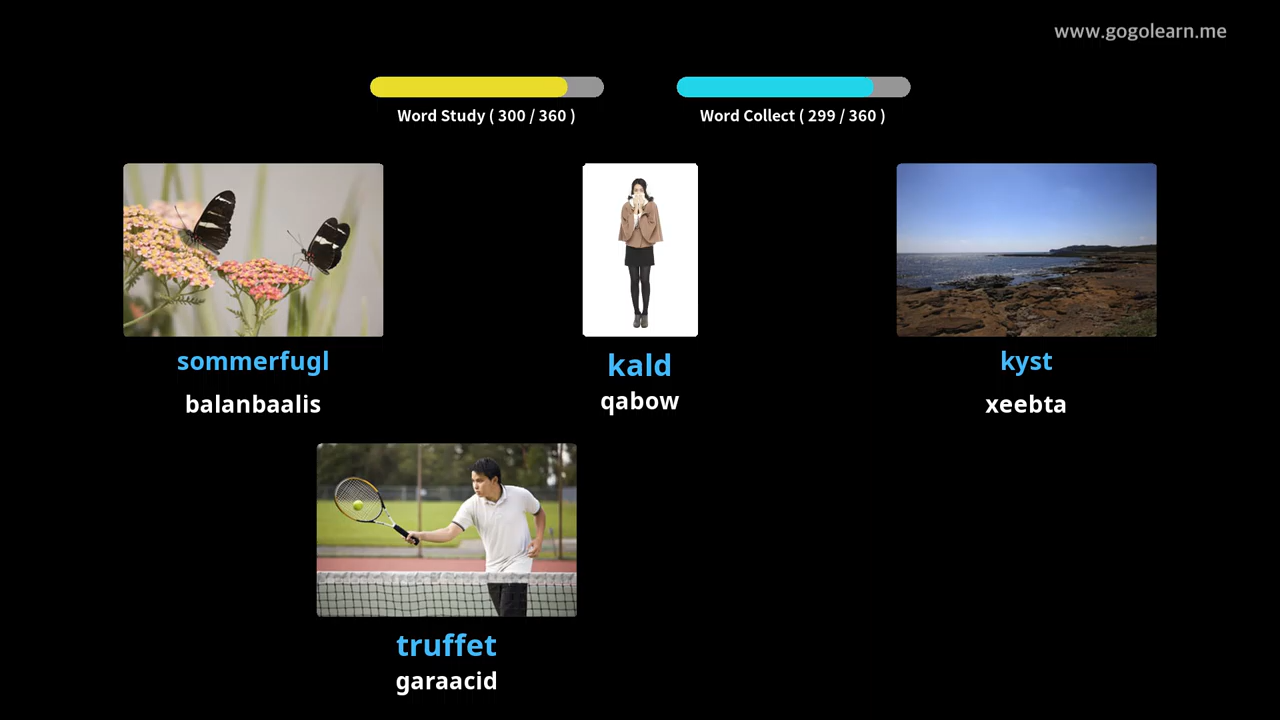 www.gogolearn.me
Word Study ( 300 / 360 )
Word Collect ( 299 / 360 )
sommerfugl
balanbaalis
kald
qabow
kyst
xeebta
truffet
garaacid